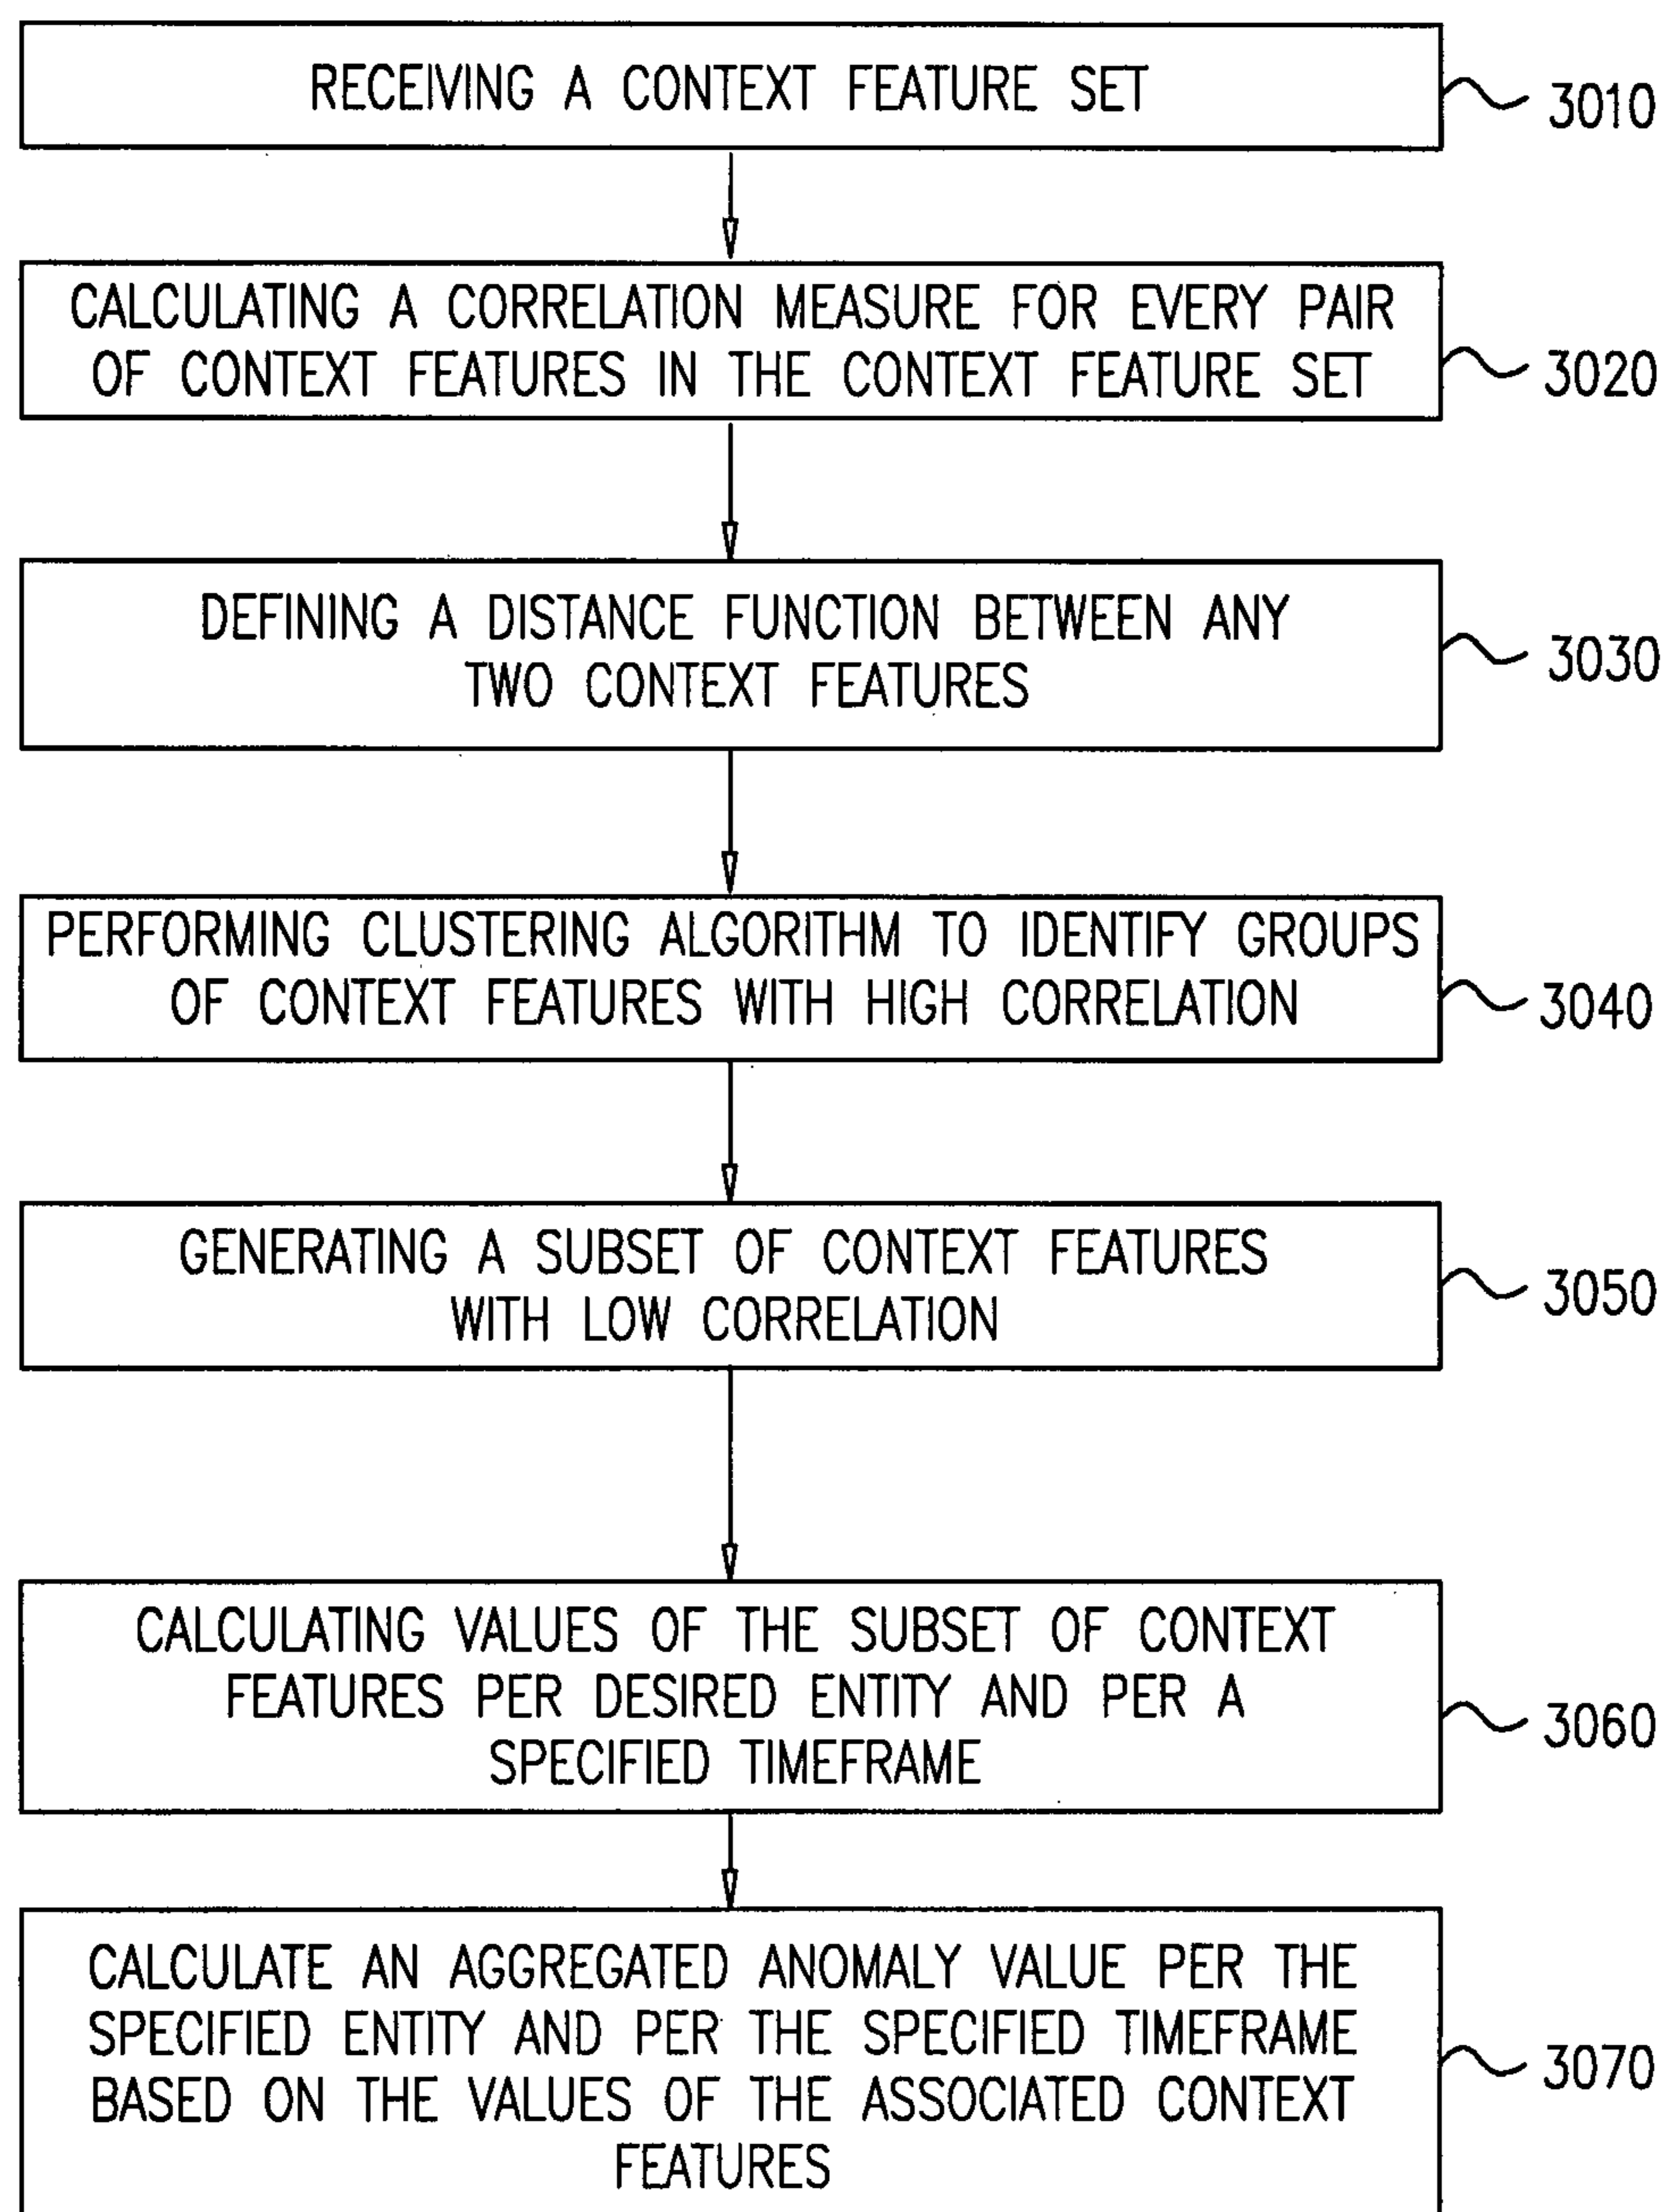 RECEIVING A CONTEXT FEATURE SET
3010
CALCULATING A CORRELATION MEASURE FOR EVERY PAIR
OF CONTEXT FEATURES IN THE CONTEXT FEATURE SET
3020
DEFINING A DISTANCE FUNCTION BETWEEN ANY
TWO CONTEXT FEATURES
3030
PERFORMING CLUSTERING ALGORITHM TO IDENTIFY GROUPS
OF CONTEXT FEATURES WITH HIGH CORRELATION
3040
GENERATING A SUBSET OF CONTEXT FEATURES
WITH LOW CORRELATION
3050
CALCULATING VALUES OF THE SUBSET OF CONTEXT
FEATURES PER DESIRED ENTITY AND PER A
SPECIFIED TIMEFRAME
3060
CALCULATE AN AGGREGATED ANOMALY VALUE PER THE
SPECIFIED ENTITY AND PER THE SPECIFIED TIMEFRAME
BASED ON THE VALUES OF THE ASSOCIATED CONTEXT
FEATURES
3070